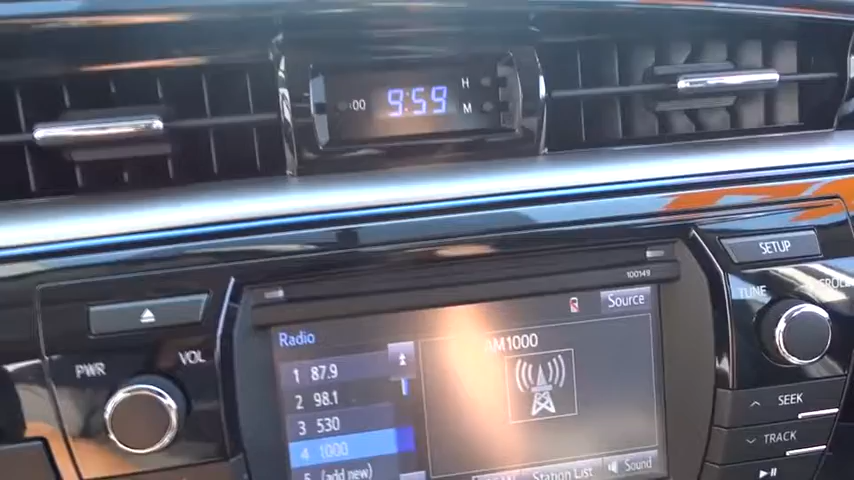 :00 9:59 H
M
SETUP
100149
TUNE SCROLL
Radio Source
PWR VOL
AM1000
1 87.9
2 98.1
3 530
4 1000
5 (add new)
SEEK
TRACK
Station List Sound